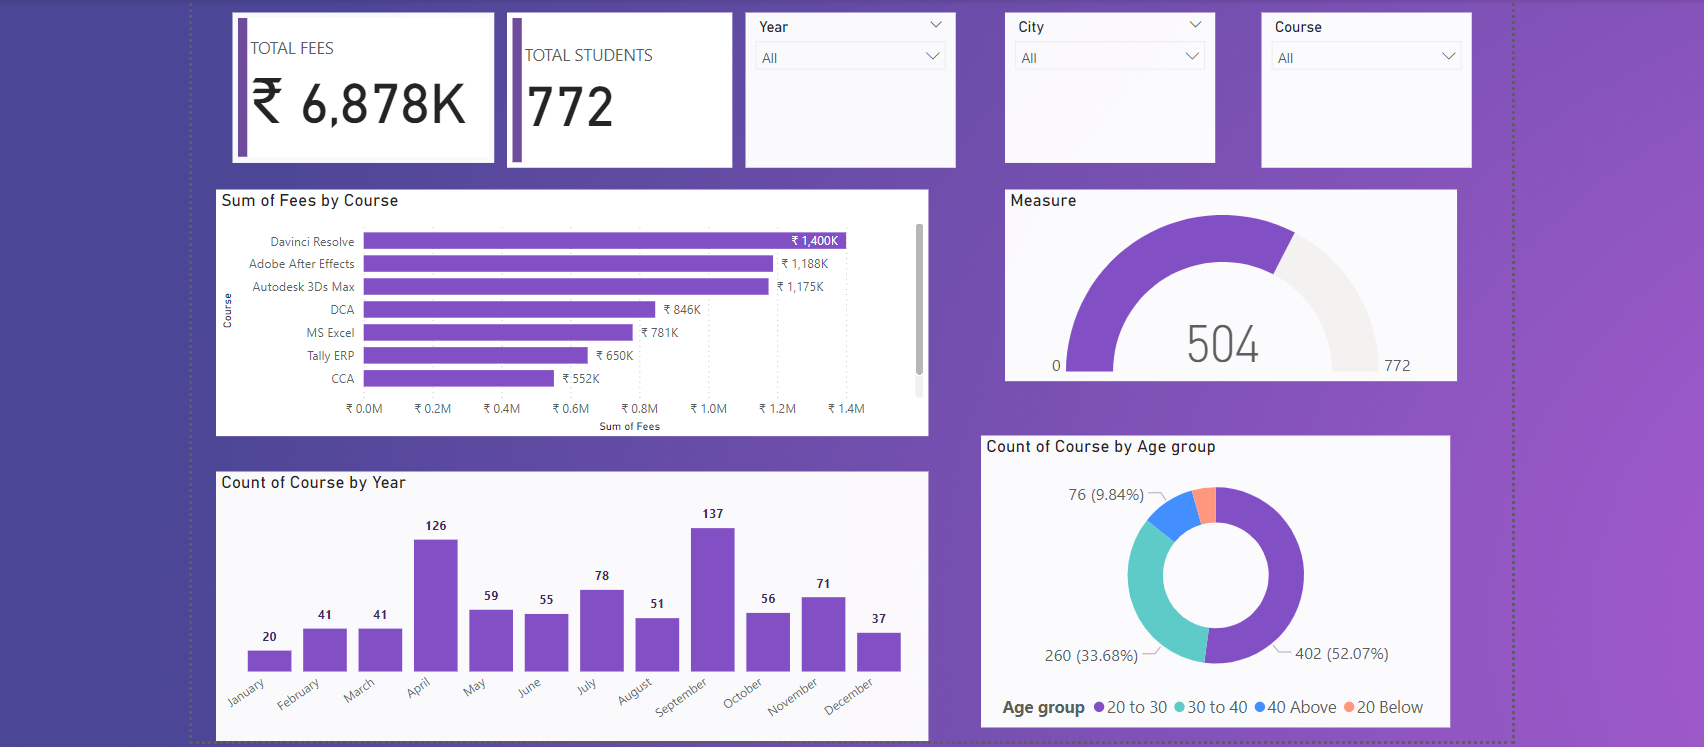 TOTAL FEES
₹ 6,878K
TOTAL STUDENTS
772
Year
All
City
All
Course
All
Sum of Fees by Course
Course
Davinci Resolve
₹ 1,400K
Adobe After Effects
₹ 1,188K
Autodesk 3Ds Max
₹ 1,175K
DCA
₹ 846K
MS Excel
₹ 781K
Tally ERP
₹ 650K
CCA
₹ 552K
₹ 0.0M ₹ 0.2M ₹ 0.4M ₹ 0.6M ₹ 0.8M ₹ 1.0M ₹ 1.2M ₹ 1.4M
Sum of Fees
Measure
504
0
772
Count of Course by Year
20 41 41 126 59 55 78 51 137 56 71 37
January February March April May June July August September October November December
Count of Course by Age group
76 (9.84%)
260 (33.68%)
402 (52.07%)
Age group 20 to 30 30 to 40 40 Above 20 Below